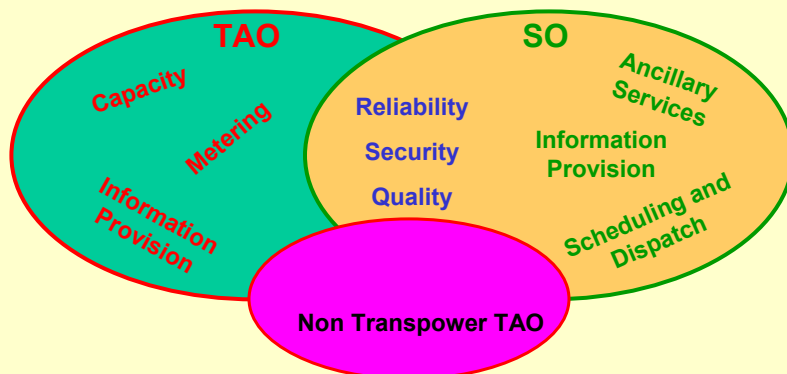 TAO
Capacity
Metering
Information
Provision
SO
Reliability
Security
Quality
Ancillary
Services
Information
Provision
Scheduling and
Dispatch
Non Transpower TAO